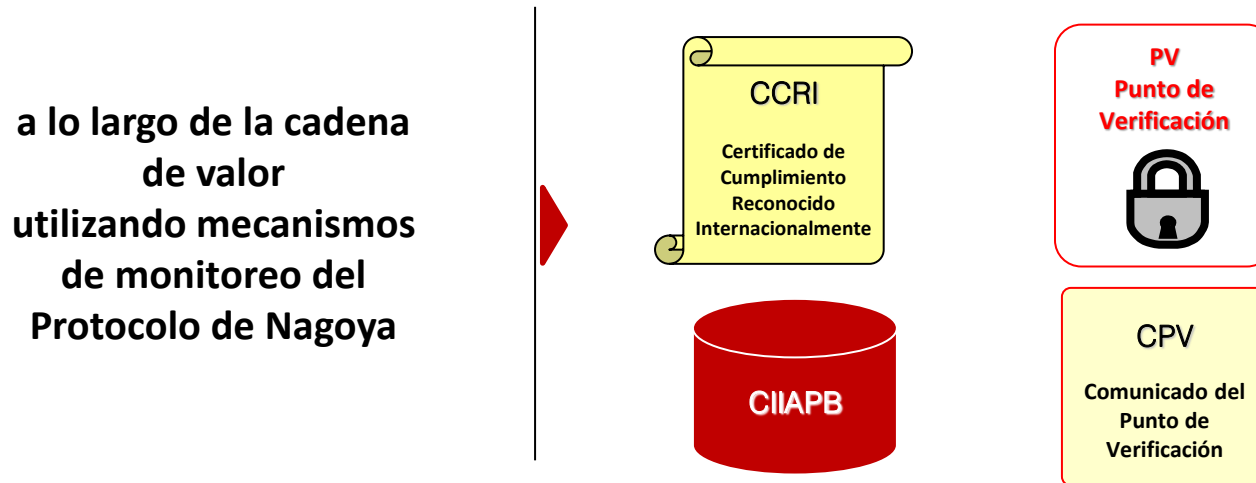 a lo largo de la cadena
de valor
utilizando mecanismos
de monitoreo del
Protocolo de Nagoya
CCRI
Certificado de
Cumplimiento
Reconocido
Internacionalmente
CIIAPB
PV
Punto de
Verificación
CPV
Comunicado del
Punto de
Verificación